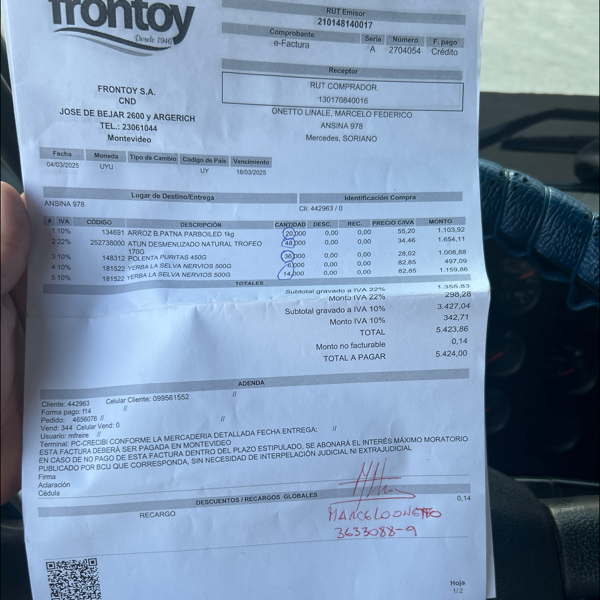 frontoy
Desde 1946
RUT Emisor
210148140017
Comprobante Serie Número F. pago
e-Factura A 2704054 Crédito
Receptor
RUT COMPRADOR
130170840016
ONETTO LINALE, MARCELO FEDERICO
ANSINA 978
Mercedes, SORIANO
FRONTOY S.A.
CND
JOSE DE BEJAR 2600 y ARGERICH
TEL.: 23061044
Montevideo
Fecha Moneda Tipo de Cambio Código de País Vencimiento
04/03/2025 UYU UY 18/03/2025
Lugar de Destino/Entrega Identificación Compra
ANSINA 978 Cli: 442963 / 0
# IVA CÓDIGO DESCRIPCIÓN CANTIDAD DESC. REC. PRECIO C/IVA MONTO
1 10% 134691 ARROZ B.PATNA PARBOILED 1kg 20,000 0,00 0,00 55,20 1.103,92
2 22% 252738000 ATUN DESMENUZADO NATURAL TROFEO 170G 48,000 0,00 0,00 34,46 1.654,11
3 10% 148312 POLENTA PURITAS 450G 36,000 0,00 0,00 28,02 1.008,88
4 10% 181522 YERBA LA SELVA NERVIOS 500G 6,000 0,00 0,00 82,85 497,09
5 10% 181522 YERBA LA SELVA NERVIOS 500G 14,000 0,00 0,00 82,85 1.159,86
TOTALES
Subtotal gravado a IVA 22% 1.355,83
Monto IVA 22% 298,28
Subtotal gravado a IVA 10% 3.427,04
Monto IVA 10% 342,71
TOTAL 5.423,86
Monto no facturable 0,14
TOTAL A PAGAR 5.424,00
ADENDA
Cliente: 442963 Celular Cliente: 099561552
Forma pago: f14 // //
Pedido: 4656076 //
Vend: 344 Celular Vend: 0
Usuario: mfreire //
Terminal: PC-CRECBI CONFORME LA MERCADERIA DETALLADA FECHA ENTREGA: //
ESTA FACTURA DEBERA SER PAGADA EN MONTEVIDEO
EN CASO DE NO PAGO DE ESTA FACTURA DENTRO DEL PLAZO ESTIPULADO, SE ABONARÁ EL INTERÉS MÁXIMO MORATORIO
PUBLICADO POR BCU QUE CORRESPONDA, SIN NECESIDAD DE INTERPELACIÓN JUDICIAL NI EXTRAJUDICIAL
Firma
Aclaración
Cédula
DESCUENTOS / RECARGOS GLOBALES
RECARGO 0,14
MARCELO ONETTO
3633088-9
Hoja
1/2